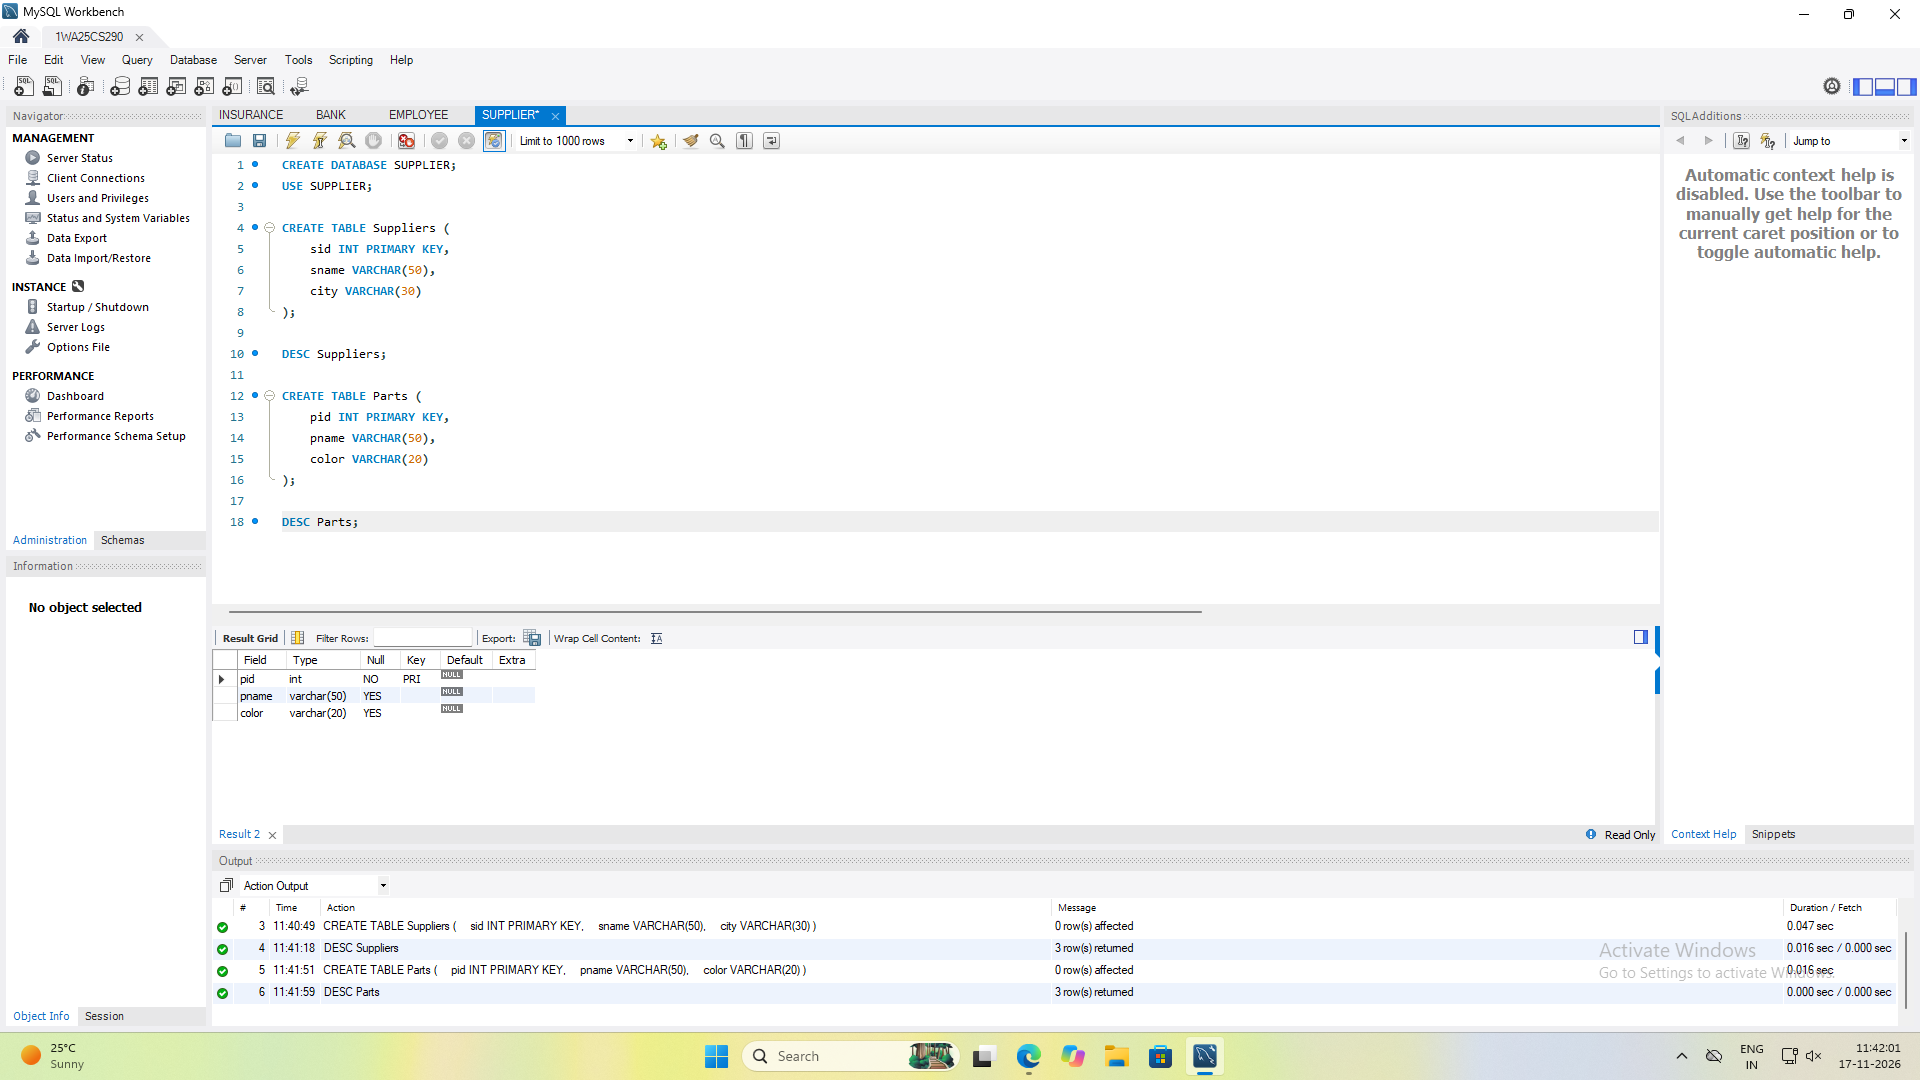 MySQL Workbench
1WA25CS290
File Edit View Query Database Server Tools Scripting Help
Navigator
MANAGEMENT
Server Status
Client Connections
Users and Privileges
Status and System Variables
Data Export
Data Import/Restore
INSTANCE
Startup / Shutdown
Server Logs
Options File
PERFORMANCE
Dashboard
Performance Reports
Performance Schema Setup
Administration Schemas
Information
No object selected
Object Info Session
INSURANCE BANK EMPLOYEE SUPPLIER*
Limit to 1000 rows
1 CREATE DATABASE SUPPLIER;
2 USE SUPPLIER;
3
4 CREATE TABLE Suppliers (
5 sid INT PRIMARY KEY,
6 sname VARCHAR(50),
7 city VARCHAR(30)
8 );
9
10 DESC Suppliers;
11
12 CREATE TABLE Parts (
13 pid INT PRIMARY KEY,
14 pname VARCHAR(50),
15 color VARCHAR(20)
16 );
17
18 DESC Parts;
Result Grid Filter Rows: Export: Wrap Cell Content:
Field Type Null Key Default Extra
pid int NO PRI NULL
pname varchar(50) YES NULL
color varchar(20) YES NULL
Result 2
Read Only
SQLAdditions
Jump to
Automatic context help is
disabled. Use the toolbar to
manually get help for the
current caret position or to
toggle automatic help.
Context Help Snippets
Output
Action Output
# Time Action Message Duration / Fetch
3 11:40:49 CREATE TABLE Suppliers ( sid INT PRIMARY KEY, sname VARCHAR(50), city VARCHAR(30) ) 0 row(s) affected 0.047 sec
4 11:41:18 DESC Suppliers 3 row(s) returned 0.016 sec / 0.000 sec
5 11:41:51 CREATE TABLE Parts ( pid INT PRIMARY KEY, pname VARCHAR(50), color VARCHAR(20) ) 0 row(s) affected 0.016 sec
6 11:41:59 DESC Parts 3 row(s) returned 0.000 sec / 0.000 sec
Activate Windows
Go to Settings to activate Windows.
25°C
Sunny
Search
ENG
IN
11:42:01
17-11-2026